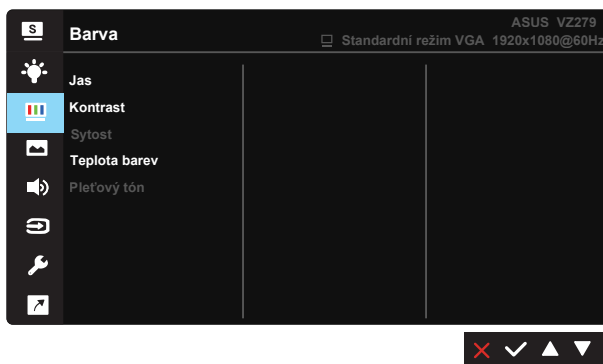 S
Barva
ASUS VZ279
Standardní režim VGA 1920x1080@60Hz
Jas
Kontrast
Sytost
Teplota barev
Pleťový tón